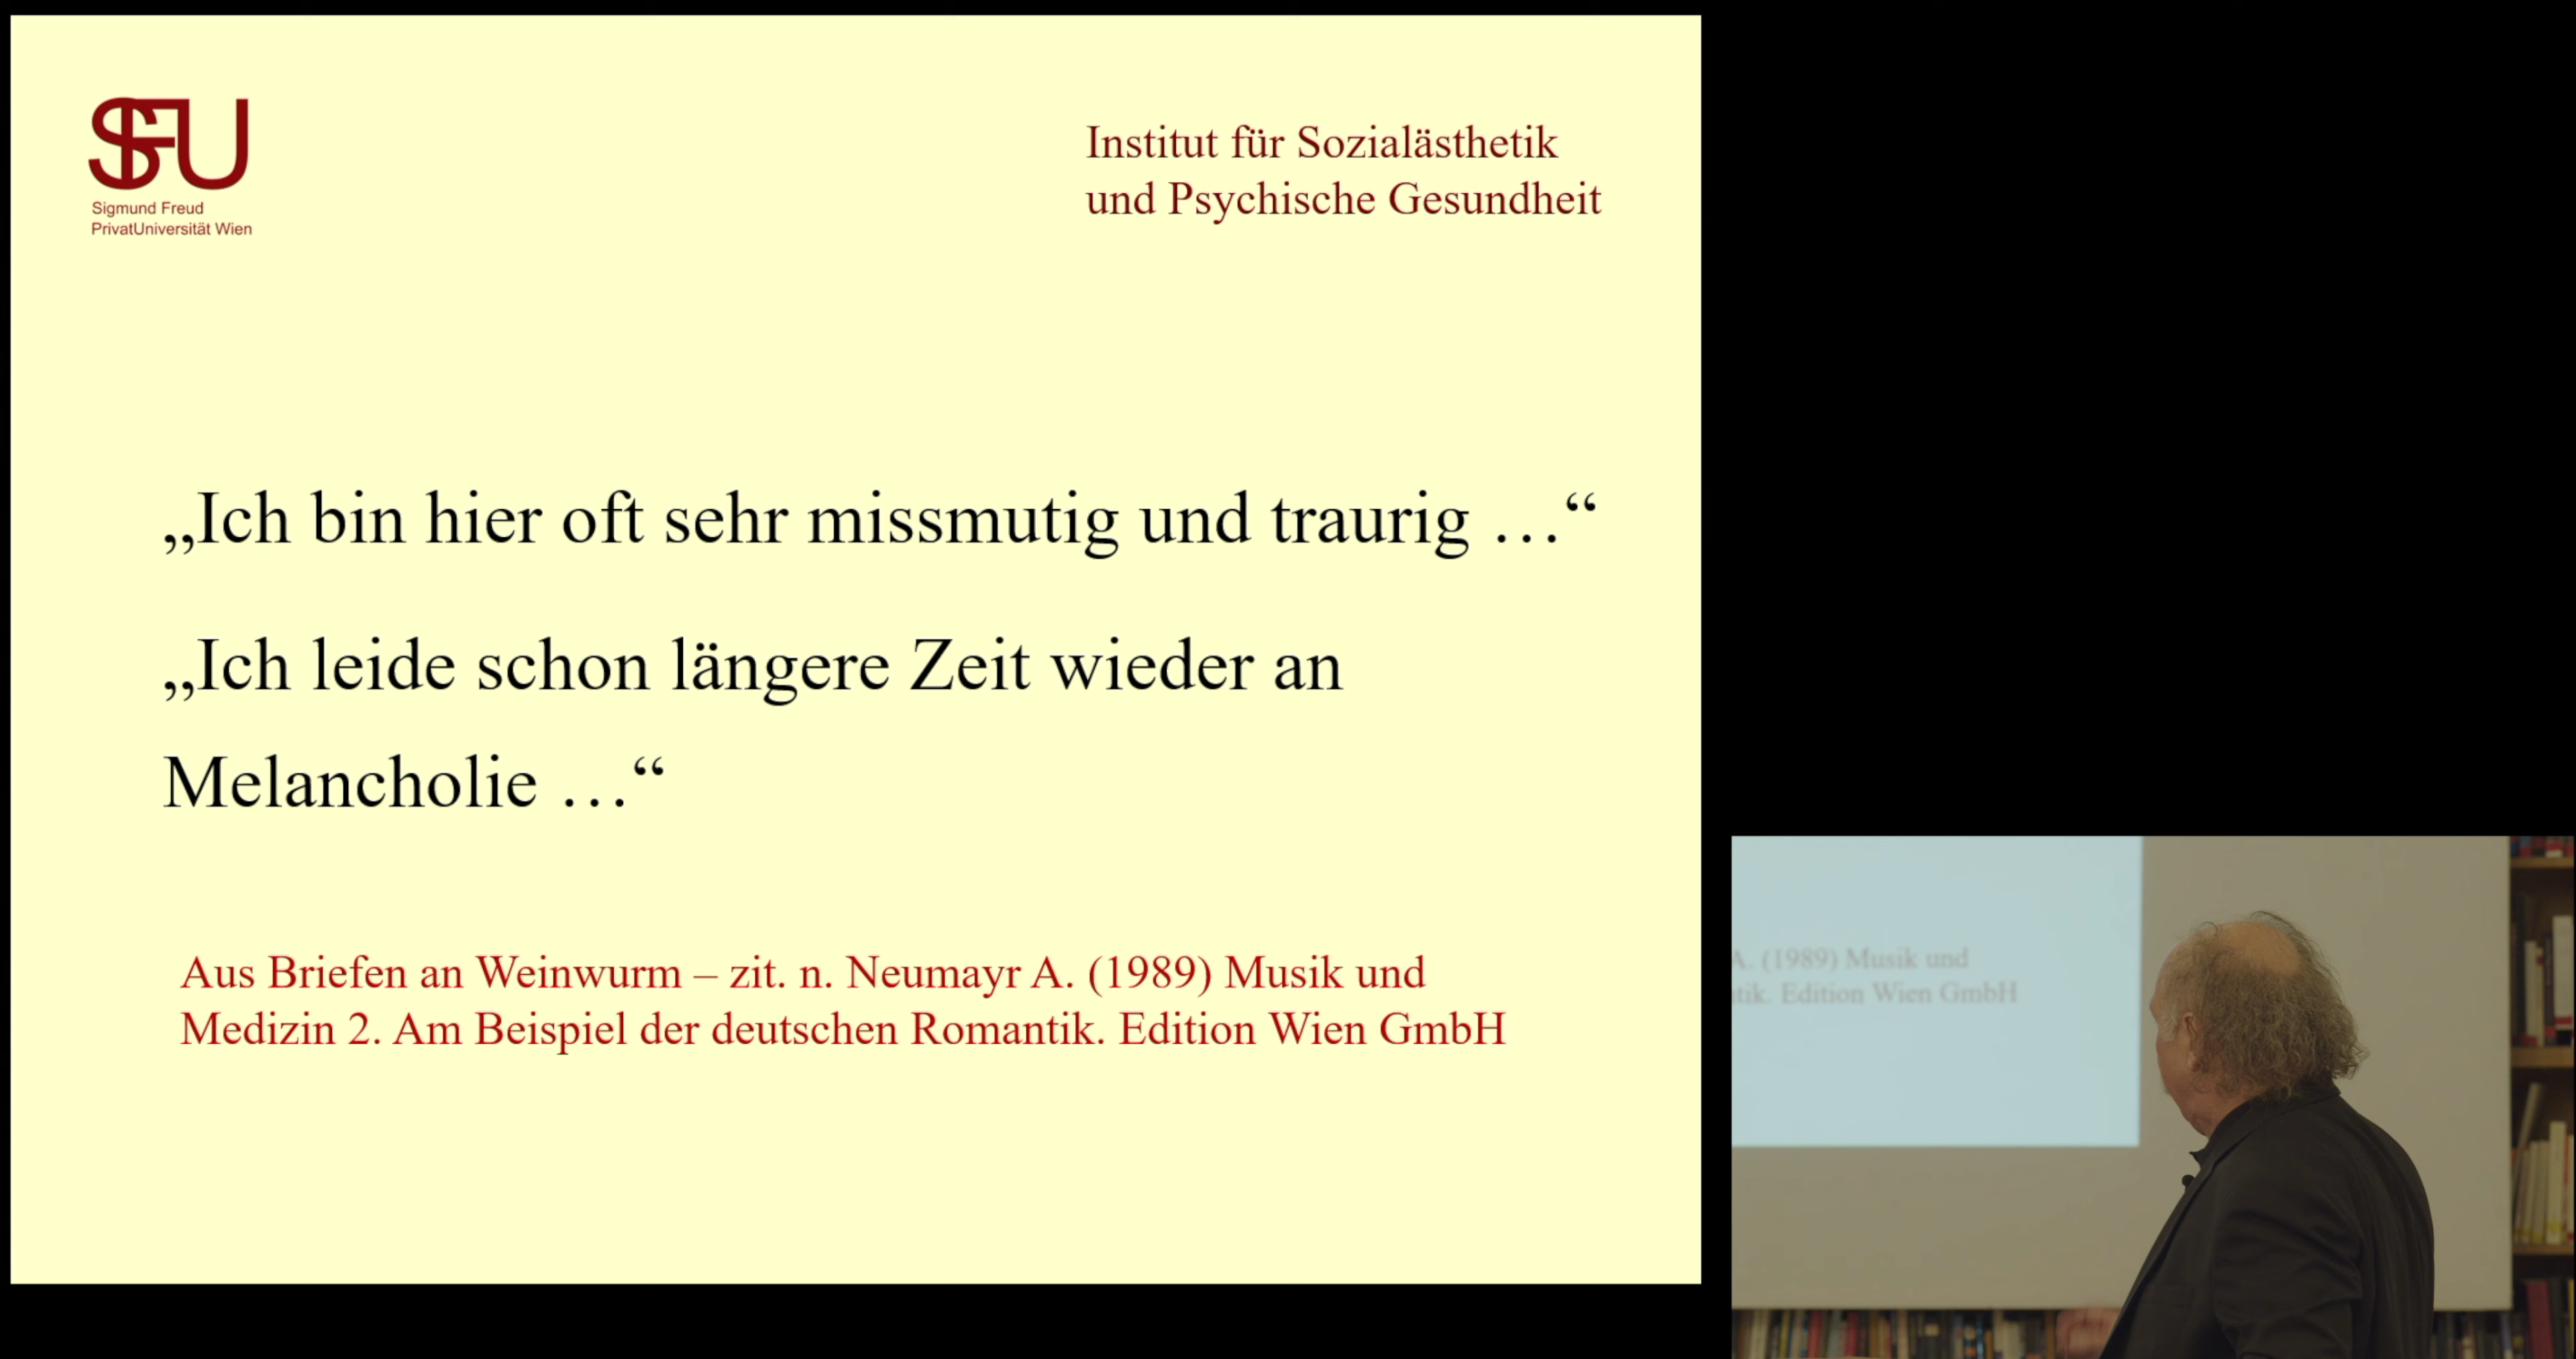 SFU
Sigmund Freud
PrivatUniversität Wien
Institut für Sozialästhetik
und Psychische Gesundheit
„Ich bin hier oft sehr missmutig und traurig …“
„Ich leide schon längere Zeit wieder an
Melancholie …“
Aus Briefen an Weinwurm – zit. n. Neumayr A. (1989) Musik und
Medizin 2. Am Beispiel der deutschen Romantik. Edition Wien GmbH
A. (1989) Musik und
tik. Edition Wien GmbH